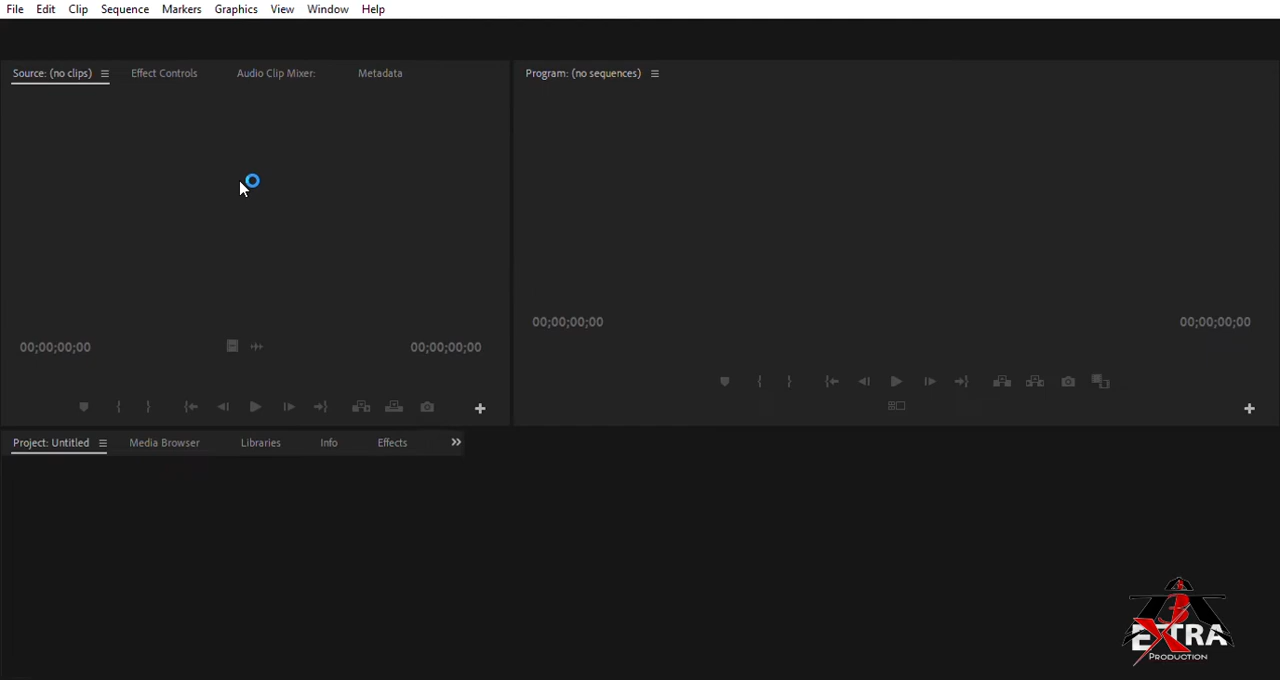 File Edit Clip Sequence Markers Graphics View Window Help
Source: (no clips) Effect Controls Audio Clip Mixer: Metadata
Program: (no sequences)
00;00;00;00 00;00;00;00
00;00;00;00 00;00;00;00
Project: Untitled Media Browser Libraries Info Effects
3
EXTRA
PRODUCTION